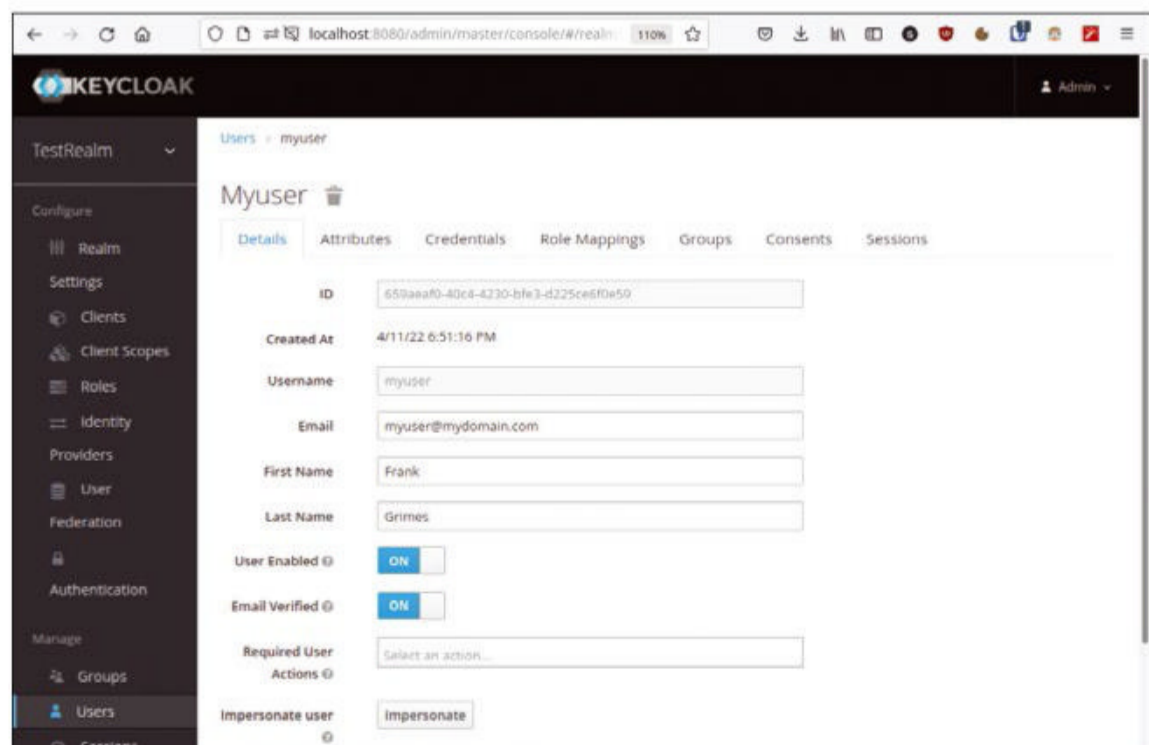 localhost:8080/admin/master/console/#/realm
110%
KEYCLOAK
Admin
TestRealm
Users
myuser
Myuser
Configure
Details
Attributes
Credentials
Role Mappings
Groups
Consents
Sessions
Realm
Settings
Clients
Client Scopes
Roles
Identity
Providers
User
Federation
Authentication
Manage
Groups
Users
Sessions
ID
659aeaf0-40c4-4230-bfe3-d225ce6f0e59
Created At
4/11/22 6:51:16 PM
Username
myuser
Email
myuser@mydomain.com
First Name
Frank
Last Name
Grimes
User Enabled
ON
Email Verified
ON
Required User
Actions
Select an action...
Impersonate user
Impersonate